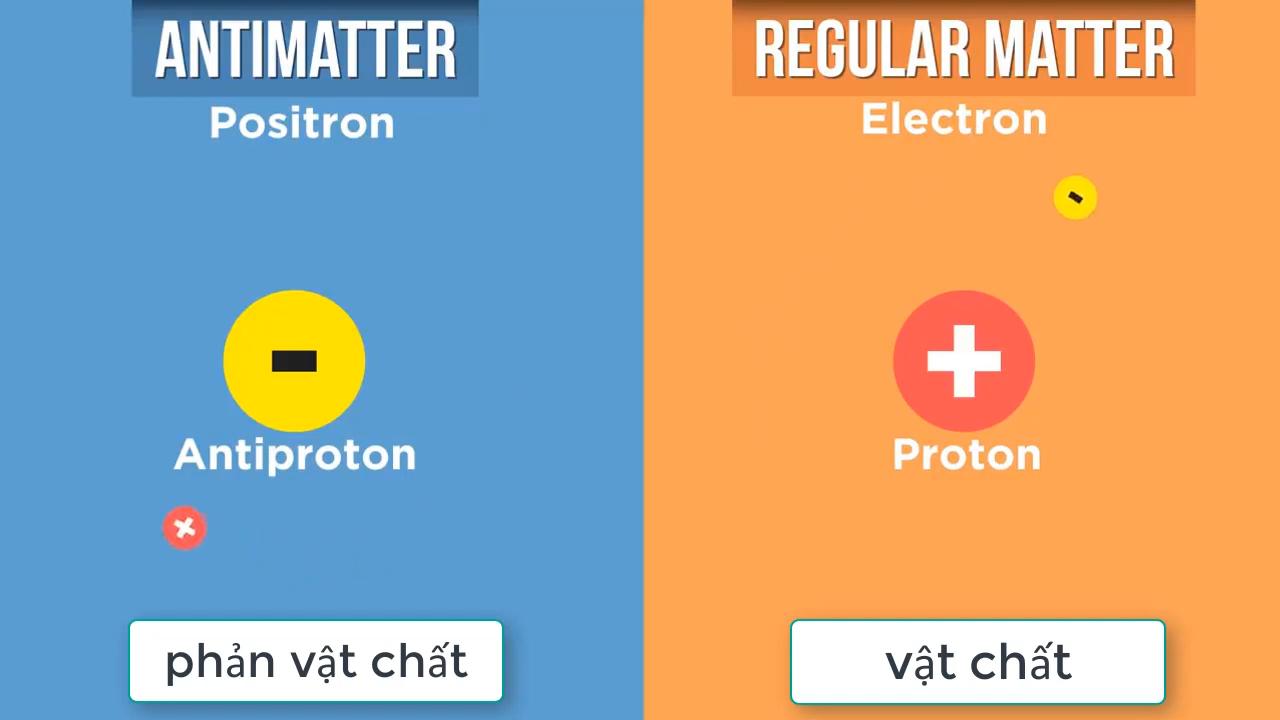 ANTIMATTER
Positron
Antiproton
phản vật chất
REGULAR MATTER
Electron
Proton
vật chất